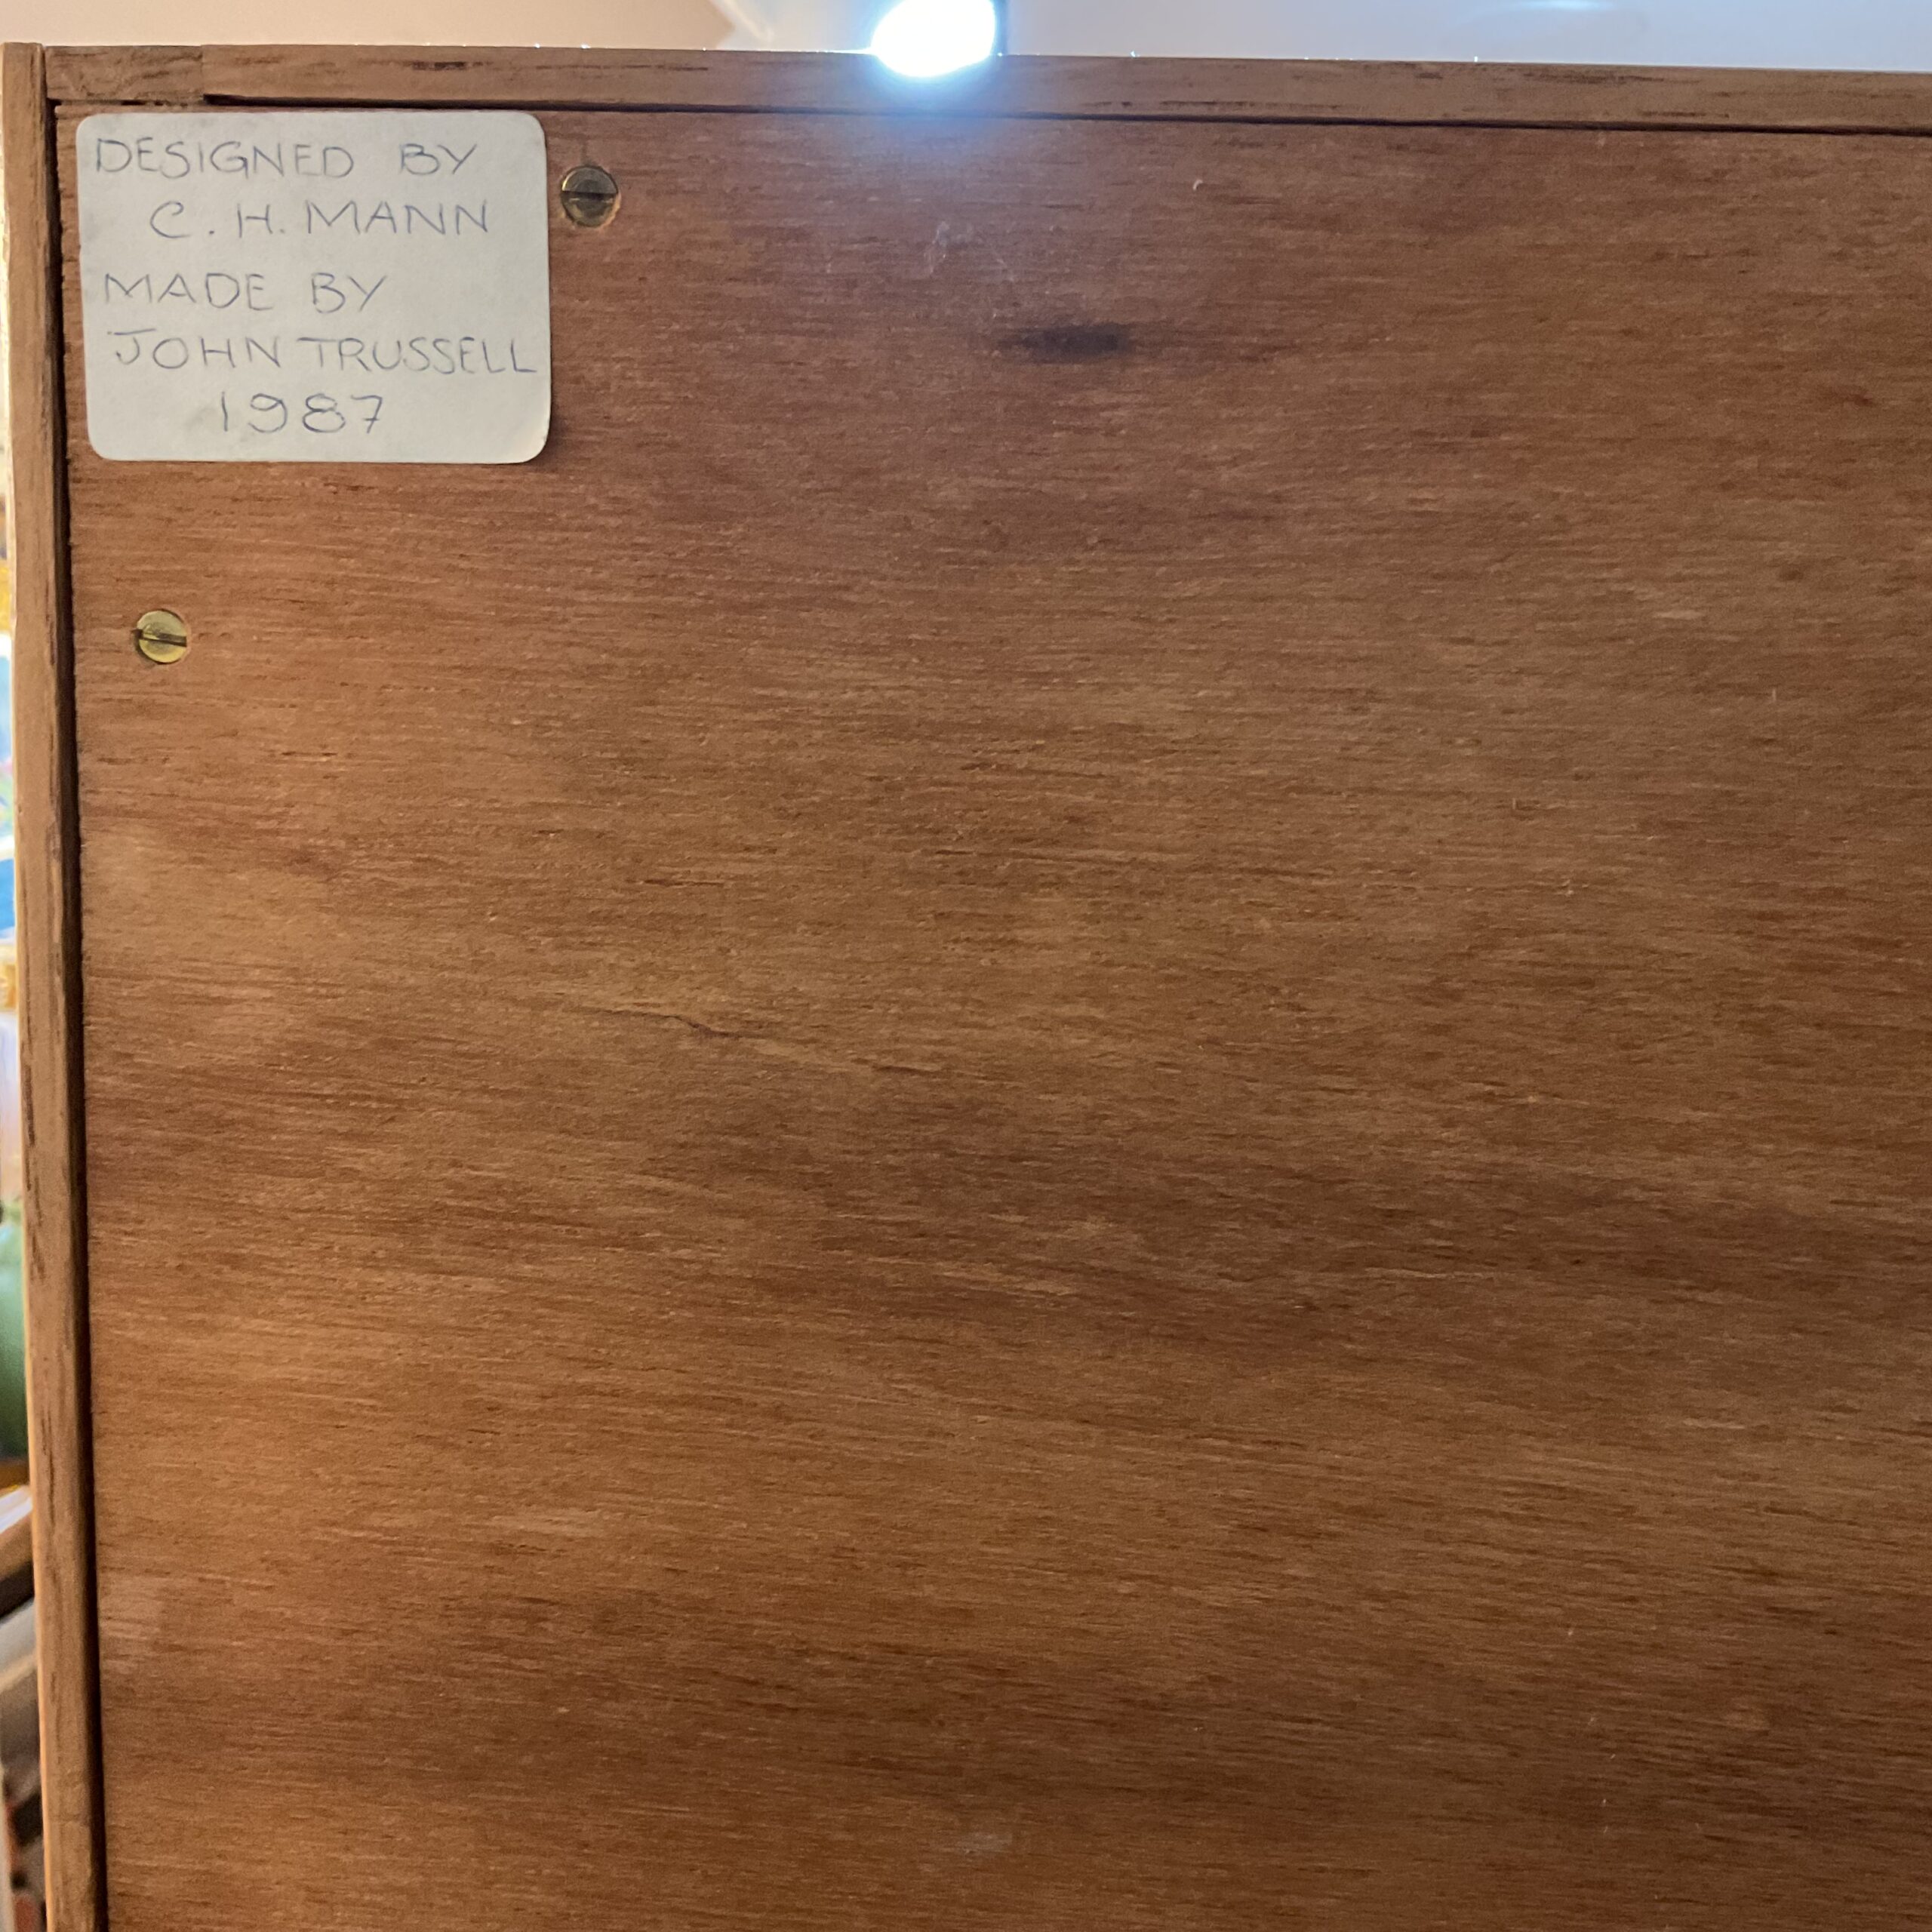 DESIGNED BY
C. H. MANN
MADE BY
JOHN TRUSSELL
1987